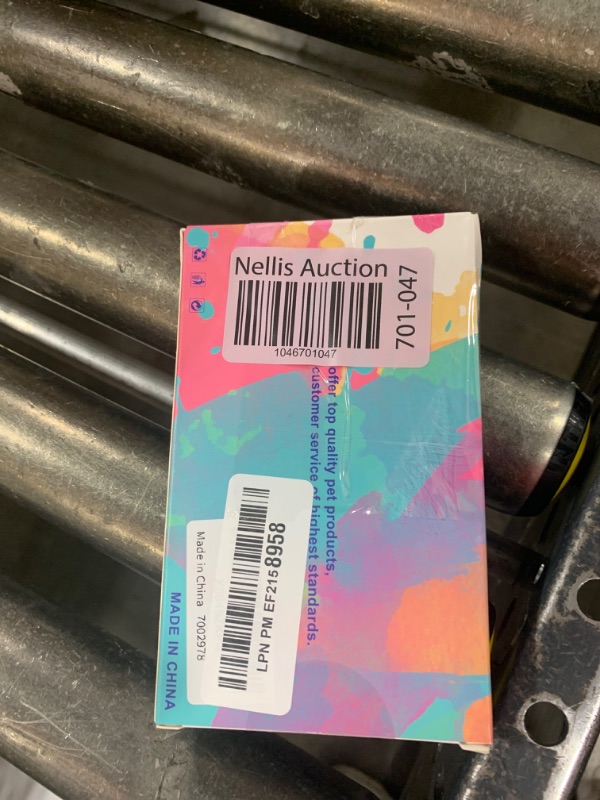 Nellis Auction
1046701047
701-047
offer top quality pet products,
customer service of highest standards.
LPN PM EF2158958
Made in China 7002978
MADE IN CHINA